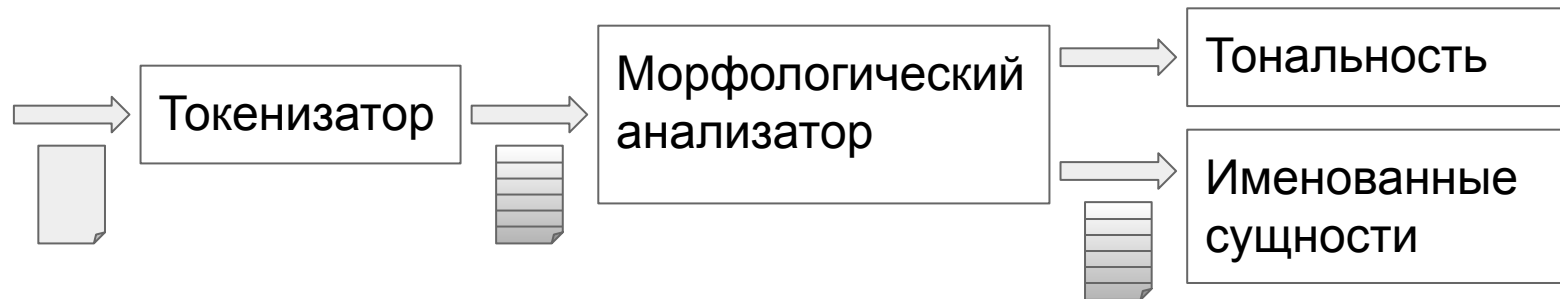 Токенизатор
Морфологический
анализатор
Тональность
Именованные
сущности